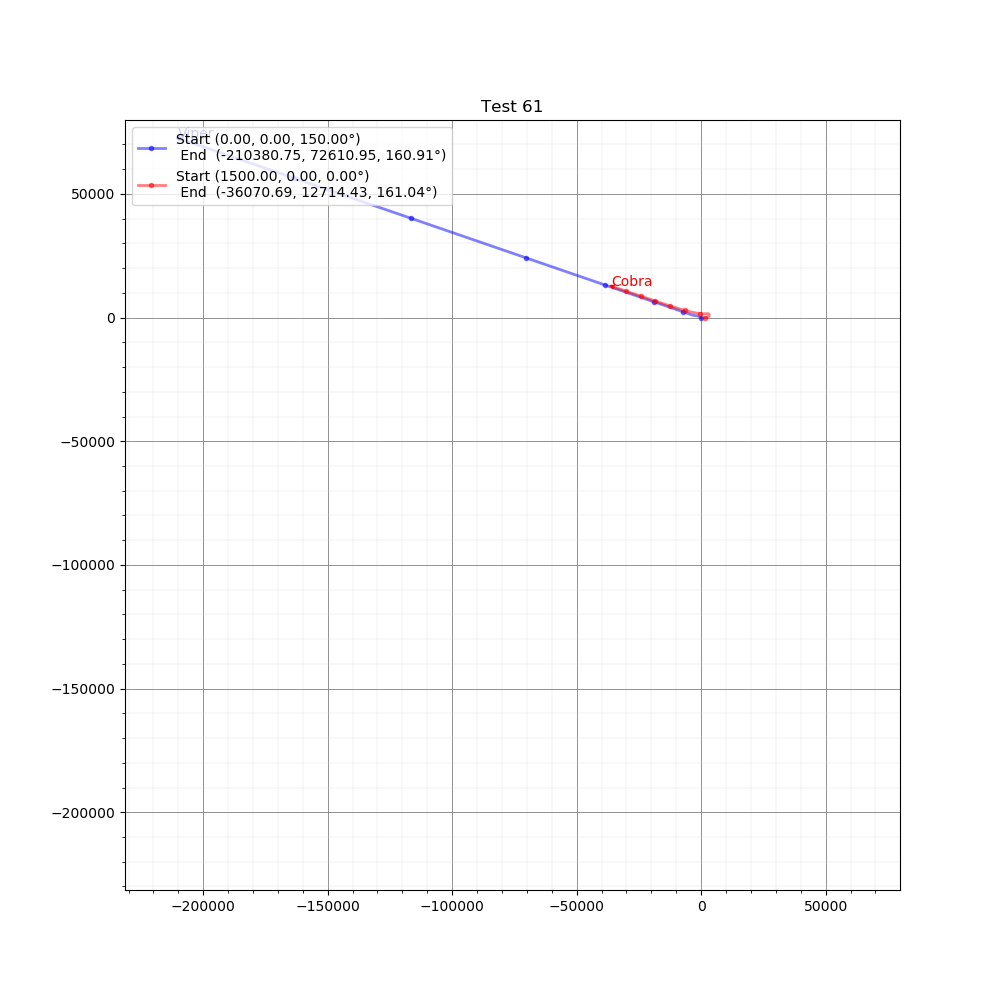 Test 61
Viper
Start (0.00, 0.00, 150.00°)
End  (-210380.75, 72610.95, 160.91°)
Start (1500.00, 0.00, 0.00°)
End  (-36070.69, 12714.43, 161.04°)
Cobra
50000
0
−50000
−100000
−150000
−200000
−200000
−150000
−100000
−50000
0
50000